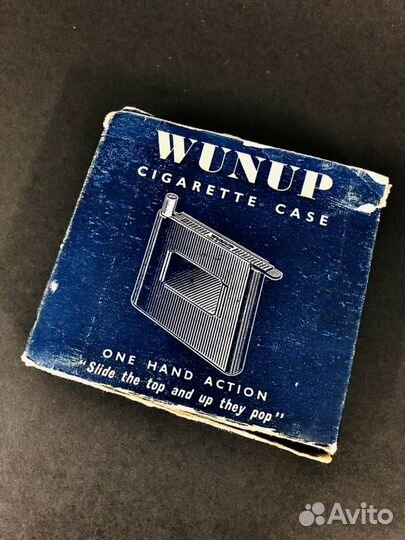 WUNUP
CIGARETTE CASE
ONE HAND ACTION
"Slide the top and up they pop"
Avito